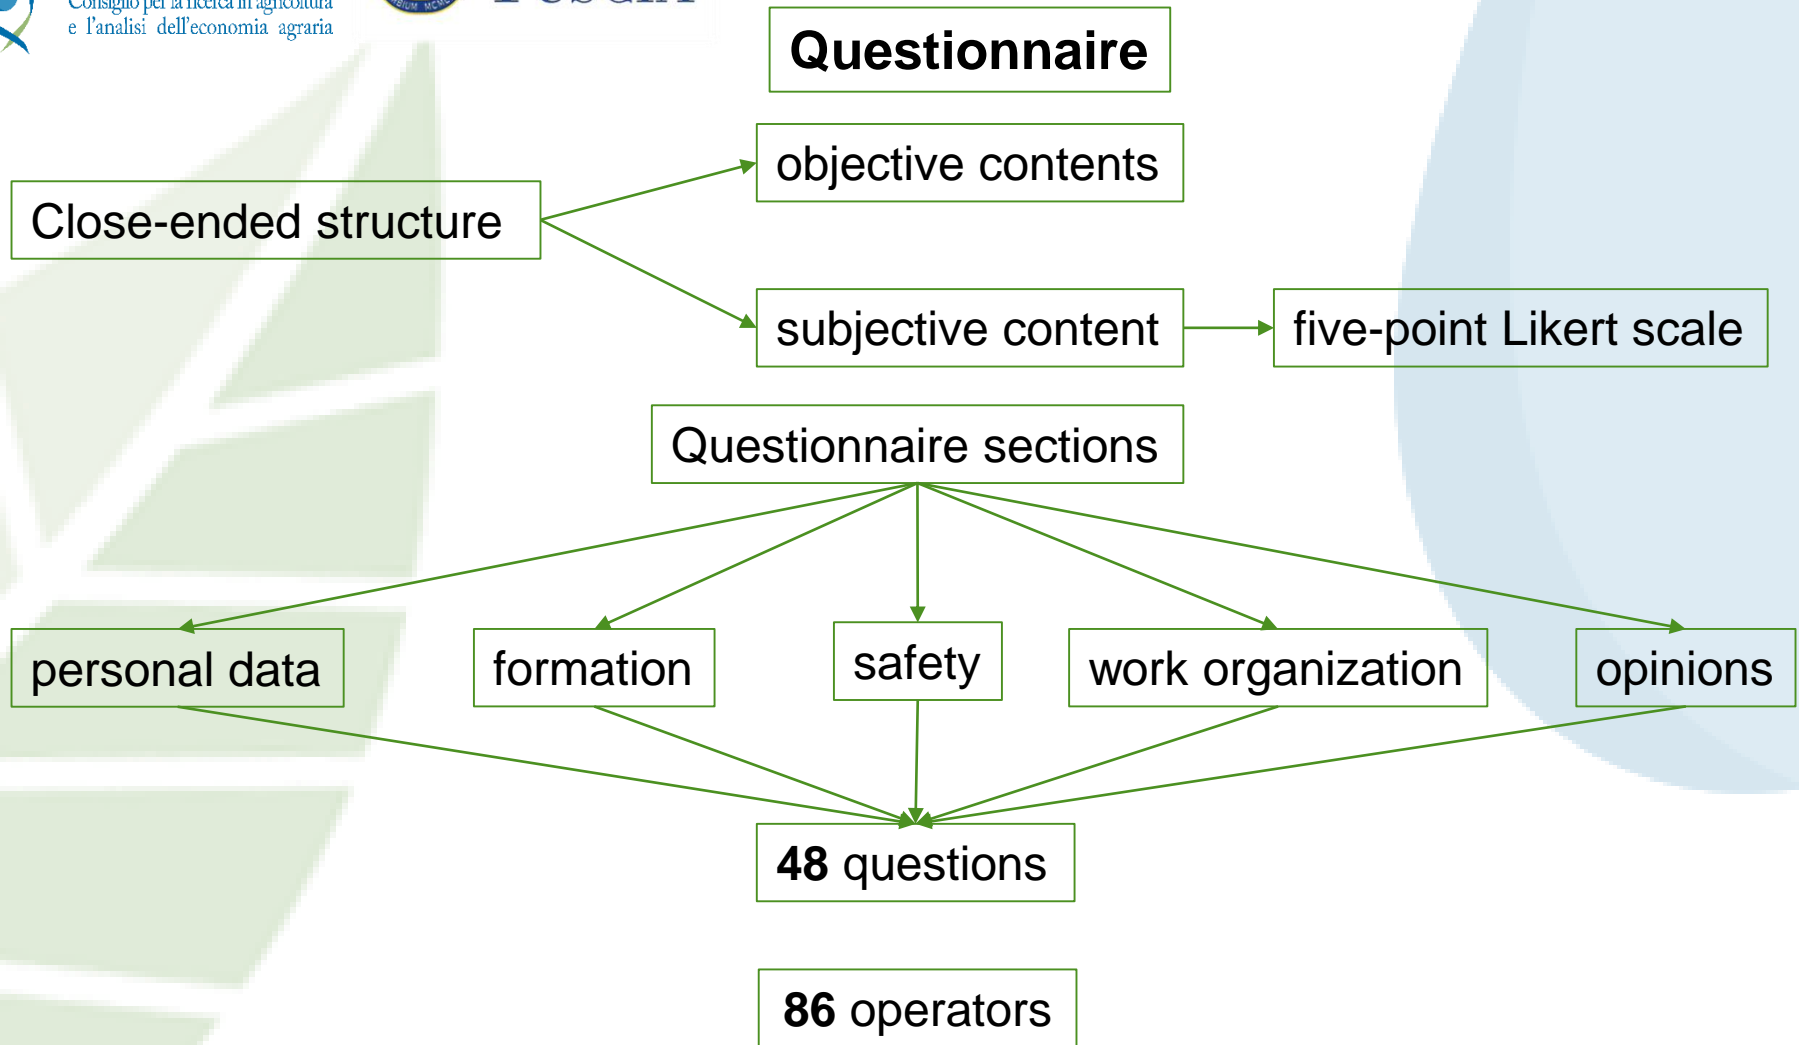 Consiglio per la ricerca in agricoltura
e l'analisi dell'economia agraria
Questionnaire
objective contents
Close-ended structure
subjective content
five-point Likert scale
Questionnaire sections
personal data
formation
safety
work organization
opinions
48 questions
86 operators